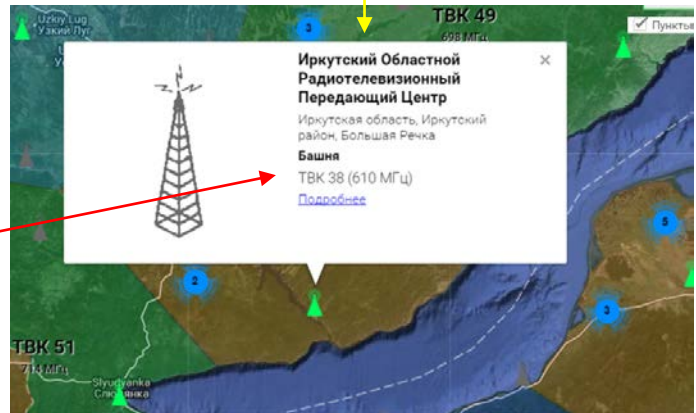 Uzkiy Lug
Узкий Луг
3
ТВК 49
698 МГц
Пункты
Иркутский Областной
Радиотелевизионный
Передающий Центр
Иркутская область, Иркутский
район, Большая Речка
Башня
ТВК 38 (610 МГц)
Подробнее
5
2
3
ТВК 51
714 МГц
Slyudyanka